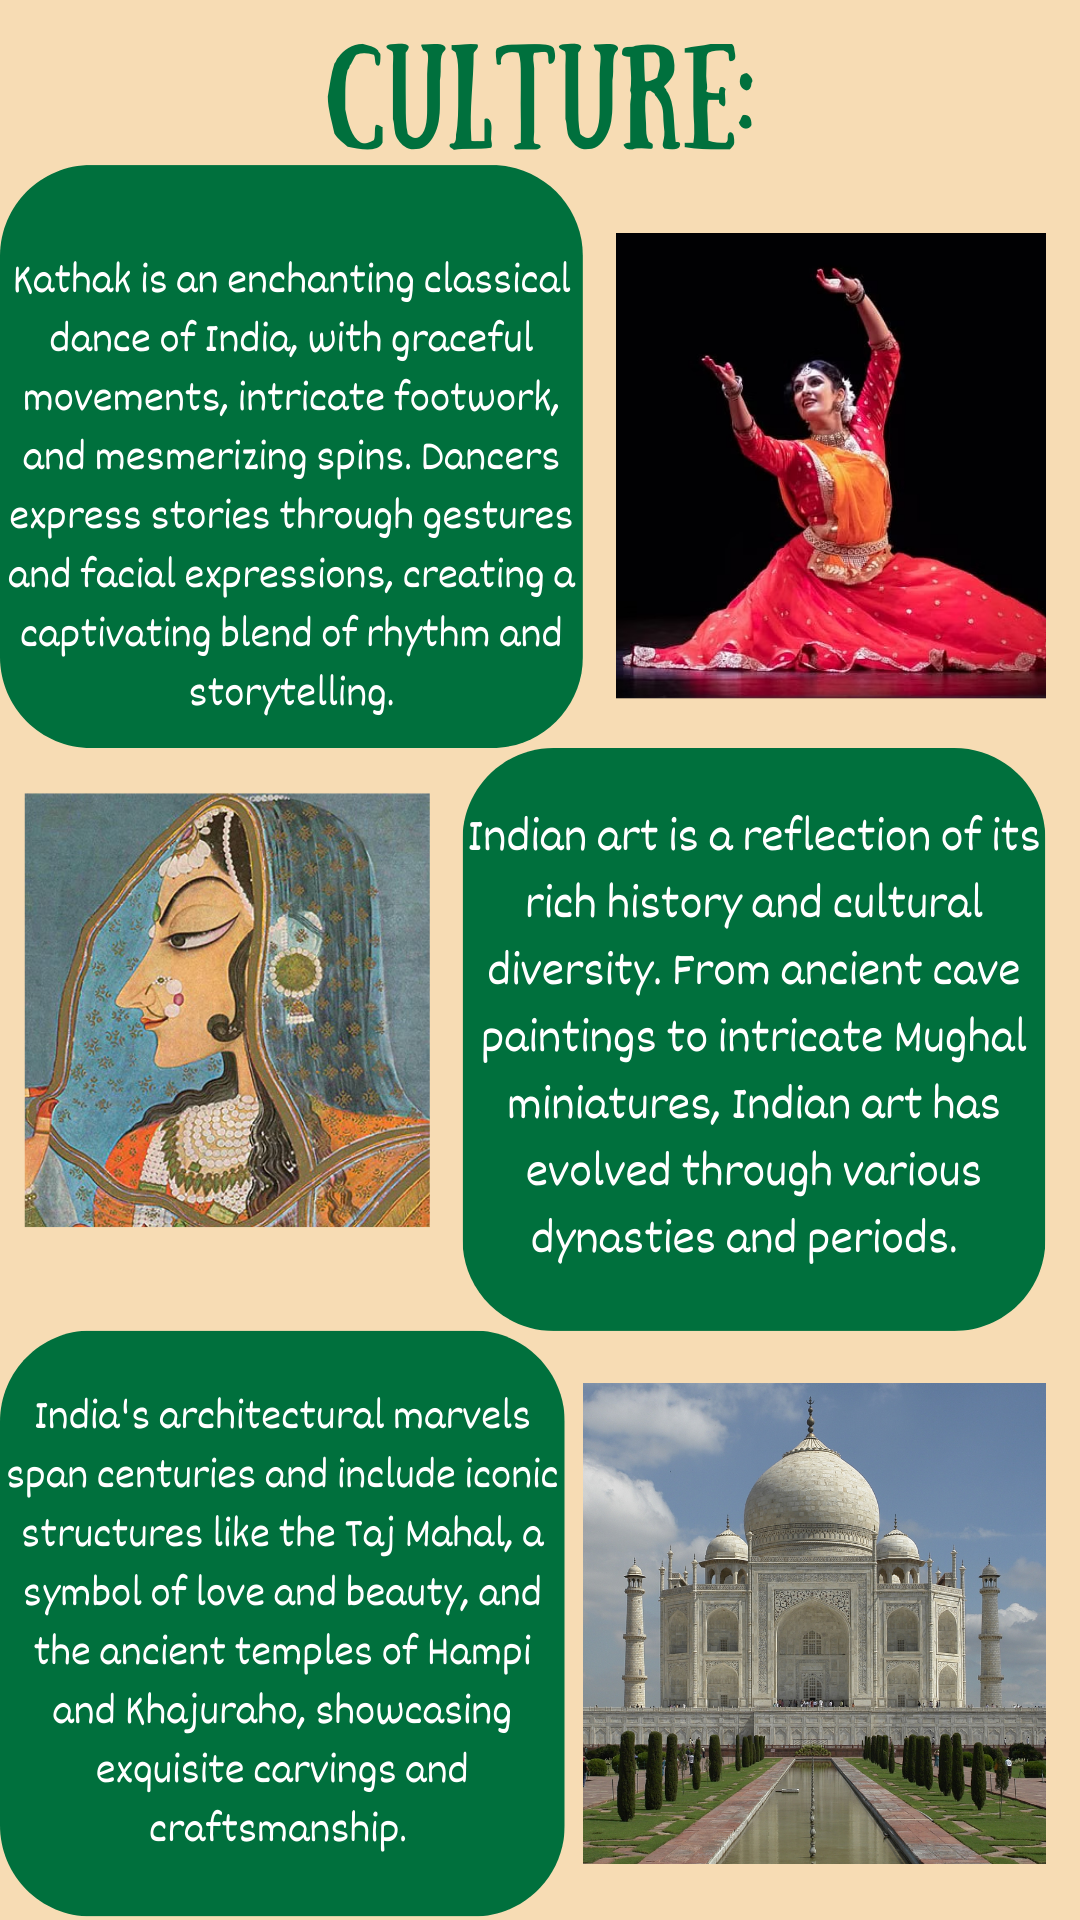 CULTURE:
Kathak is an enchanting classical
dance of India, with graceful
movements, intricate footwork,
and mesmerizing spins. Dancers
express stories through gestures
and facial expressions, creating a
captivating blend of rhythm and
storytelling.
Indian art is a reflection of its
rich history and cultural
diversity. From ancient cave
paintings to intricate Mughal
miniatures, Indian art has
evolved through various
dynasties and periods.
India's architectural marvels
span centuries and include iconic
structures like the Taj Mahal, a
symbol of love and beauty, and
the ancient temples of Hampi
and Khajuraho, showcasing
exquisite carvings and
craftsmanship.